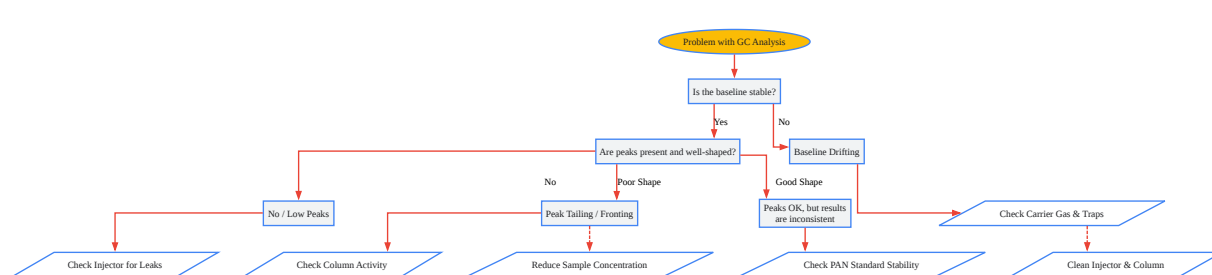 Problem with GC Analysis
Is the baseline stable?
Yes
No
Are peaks present and well-shaped?
Baseline Drifting
No
Poor Shape
Good Shape
No / Low Peaks
Peak Tailing / Fronting
Peaks OK, but results
are inconsistent
Check Carrier Gas & Traps
Check Injector for Leaks
Check Column Activity
Reduce Sample Concentration
Check PAN Standard Stability
Clean Injector & Column